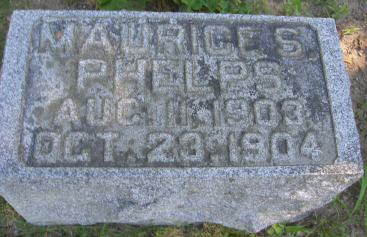 MAURICE S.
PHELPS
AUG. 11. 1903
OCT. 23. 1904